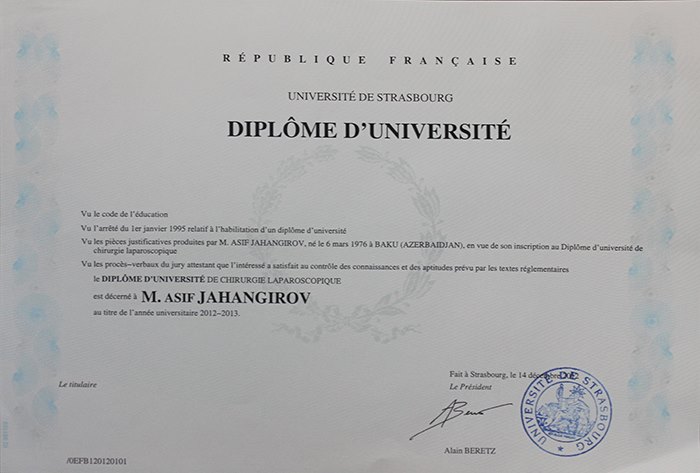 RÉPUBLIQUE FRANÇAISE
UNIVERSITÉ DE STRASBOURG
DIPLÔME D'UNIVERSITÉ
Vu le code de l'éducation
Vu l'arrêté du 1er janvier 1995 relatif à l'habilitation d'un diplôme d'université
Vu les pièces justificatives produites par M. ASIF JAHANGIROV, né le 6 mars 1976 à BAKU (AZERBAIDJAN), en vue de son inscription au Diplôme d'université de
chirurgie laparoscopique
Vu les procès-verbaux du jury attestant que l'intéressé a satisfait au contrôle des connaissances et des aptitudes prévu par les textes réglementaires
le DIPLÔME D'UNIVERSITÉ DE CHIRURGIE LAPAROSCOPIQUE
est décerné à M. ASIF JAHANGIROV
au titre de l'année universitaire 2012-2013.
Fait à Strasbourg, le 14 décembre 2012
Le titulaire
Le Président
UNIVERSITÉ DE STRASBOURG
Alain BERETZ
/0EFB120120101